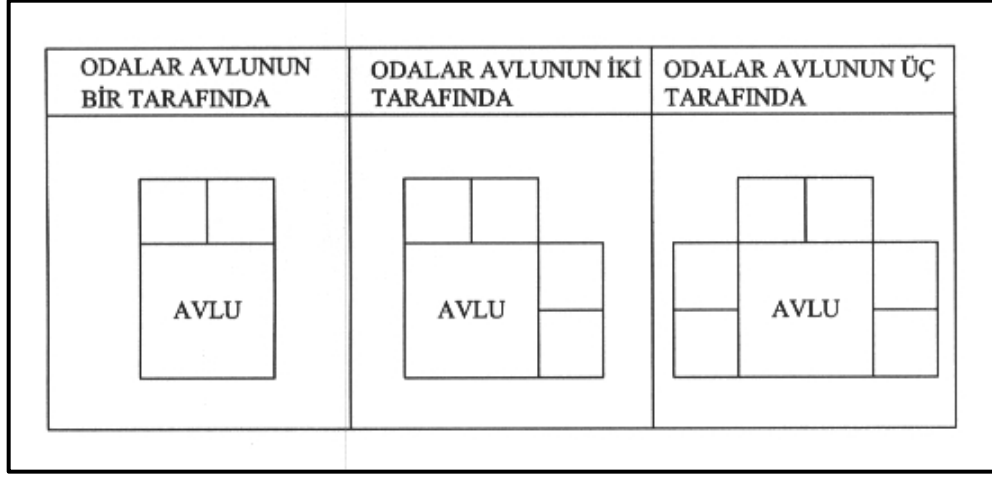 ODALAR AVLUNUN
BİR TARAFINDA
ODALAR AVLUNUN İKİ
TARAFINDA
ODALAR AVLUNUN ÜÇ
TARAFINDA
AVLU
AVLU
AVLU